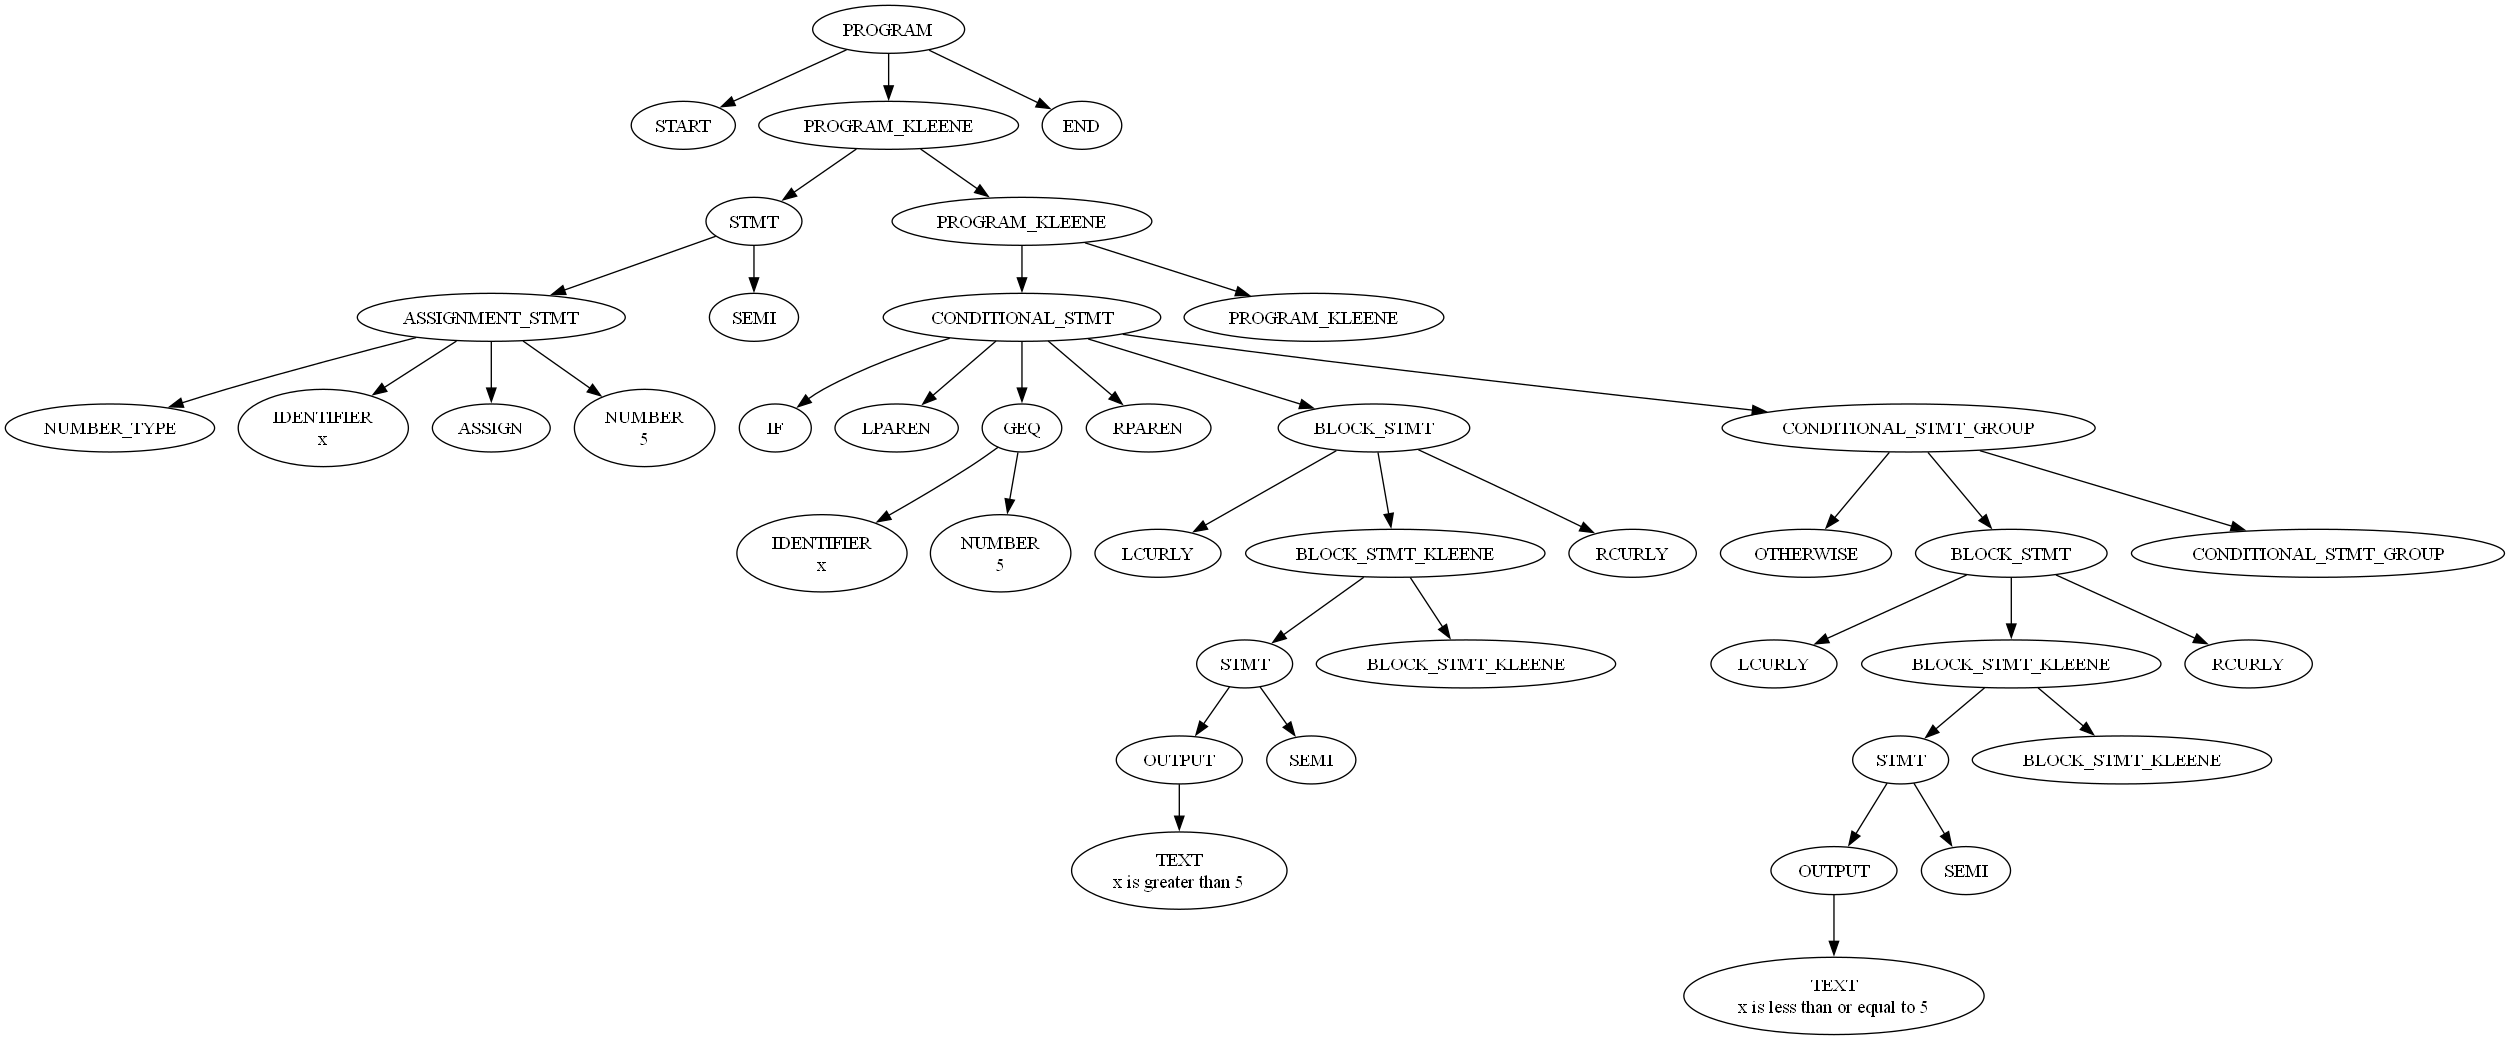 PROGRAM
START
PROGRAM_KLEENE
END
STMT
PROGRAM_KLEENE
ASSIGNMENT_STMT
SEMI
CONDITIONAL_STMT
PROGRAM_KLEENE
NUMBER_TYPE
IDENTIFIER
x
ASSIGN
NUMBER
5
IF
LPAREN
GEQ
RPAREN
BLOCK_STMT
CONDITIONAL_STMT_GROUP
IDENTIFIER
x
NUMBER
5
LCURLY
BLOCK_STMT_KLEENE
RCURLY
OTHERWISE
BLOCK_STMT
CONDITIONAL_STMT_GROUP
STMT
BLOCK_STMT_KLEENE
LCURLY
BLOCK_STMT_KLEENE
RCURLY
OUTPUT
SEMI
STMT
BLOCK_STMT_KLEENE
TEXT
x is greater than 5
OUTPUT
SEMI
TEXT
x is less than or equal to 5